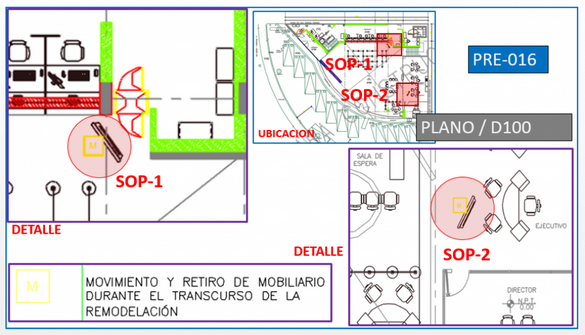 M
SOP-1
DETALLE
SOP-1
SOP-2
UBICACION
PRE-016
PLANO / D100
SALA DE
ESPERA
M
EJECUTIVO
SOP-2
DETALLE
DIRECTOR
N.P.T.
0.00
M
MOVIMIENTO Y RETIRO DE MOBILIARIO
DURANTE EL TRANSCURSO DE LA
REMODELACIÓN